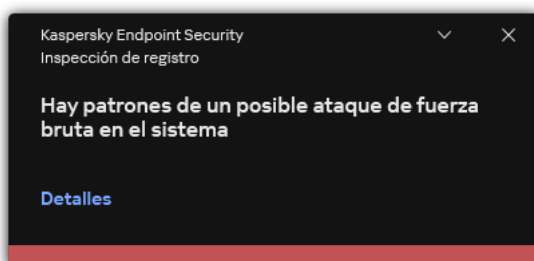 Kaspersky Endpoint Security
Inspección de registro
Hay patrones de un posible ataque de fuerza
bruta en el sistema
Detalles